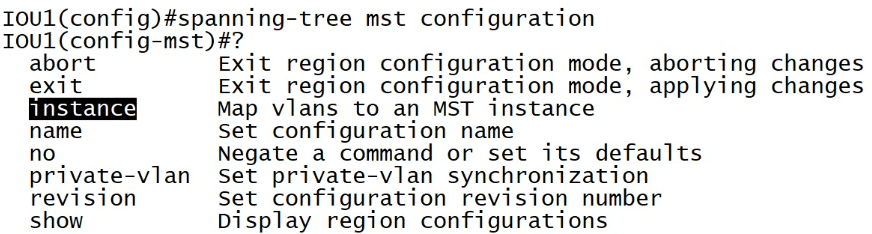 IOU1(config)#spanning-tree mst configuration
IOU1(config-mst)#?
  abort         Exit region configuration mode, aborting changes
  exit          Exit region configuration mode, applying changes
  instance      Map vlans to an MST instance
  name          Set configuration name
  no            Negate a command or set its defaults
  private-vlan  Set private-vlan synchronization
  revision      Set configuration revision number
  show          Display region configurations